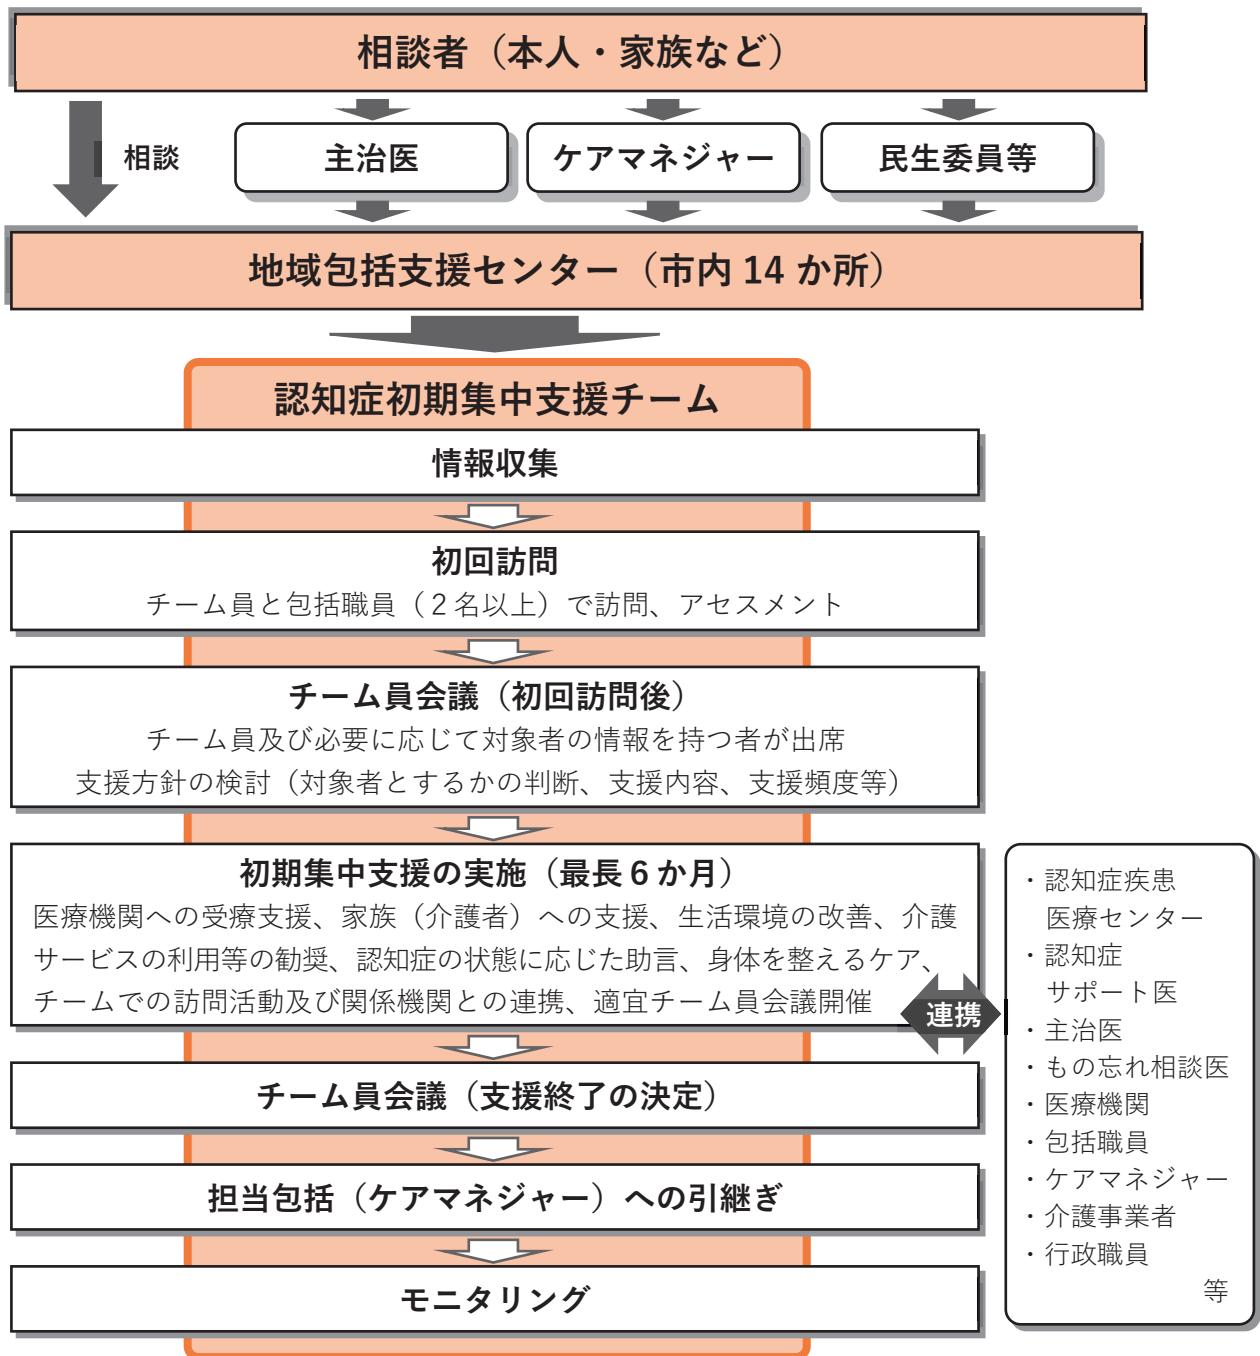 相談者（本人・家族など）
相談
主治医
ケアマネジャー
民生委員等
地域包括支援センター（市内 14 か所）
認知症初期集中支援チーム
情報収集
初回訪問
チーム員と包括職員（２名以上）で訪問、アセスメント
チーム員会議（初回訪問後）
チーム員及び必要に応じて対象者の情報を持つ者が出席
支援方針の検討（対象者とするかの判断、支援内容、支援頻度等）
初期集中支援の実施（最長６か月）
医療機関への受療支援、家族（介護者）への支援、生活環境の改善、介護
サービスの利用等の勧奨、認知症の状態に応じた助言、身体を整えるケア、
チームでの訪問活動及び関係機関との連携、適宜チーム員会議開催
連携
・認知症疾患
医療センター
・認知症
サポート医
・主治医
・もの忘れ相談医
・医療機関
・包括職員
・ケアマネジャー
・介護事業者
・行政職員
等
チーム員会議（支援終了の決定）
担当包括（ケアマネジャー）への引継ぎ
モニタリング